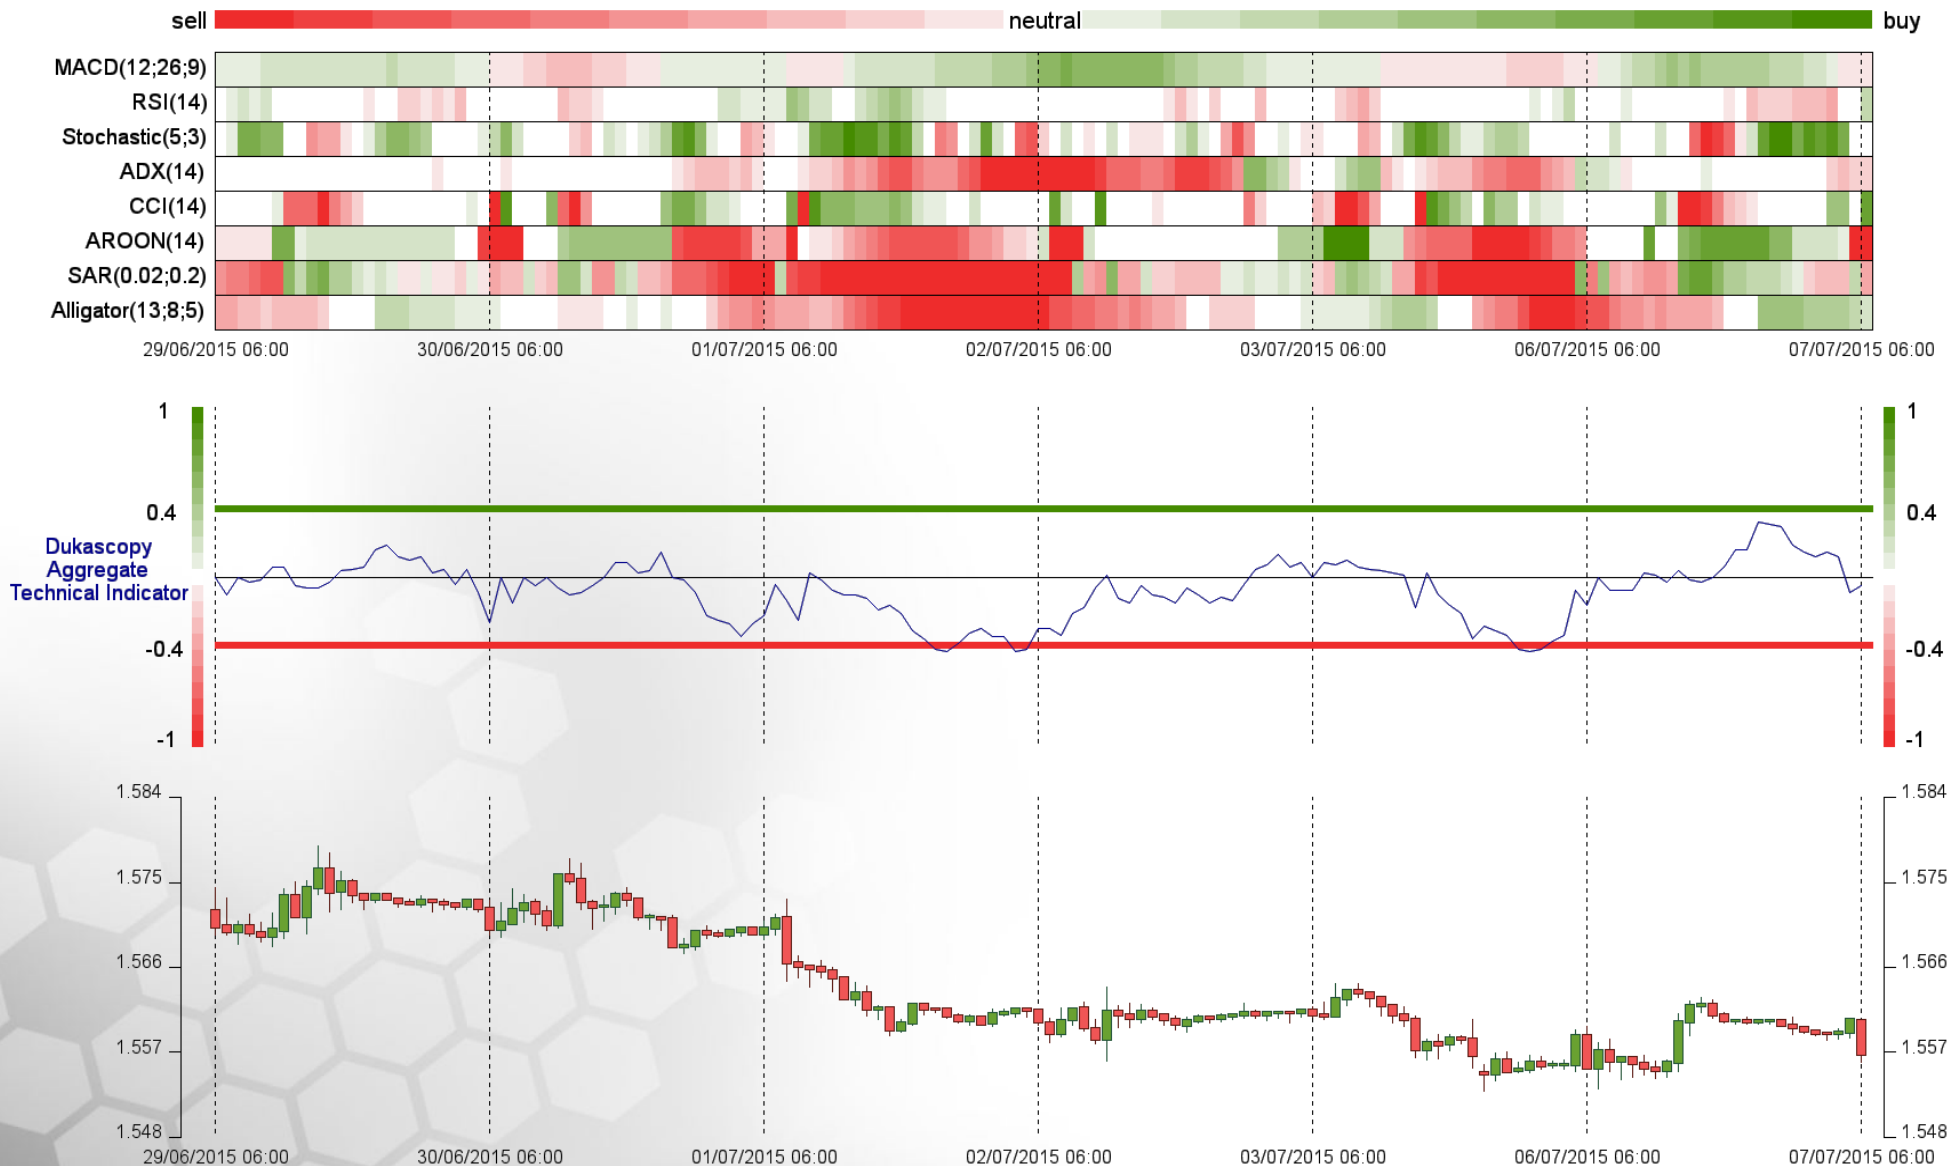 sell neutral buy
MACD(12;26;9)
RSI(14)
Stochastic(5;3)
ADX(14)
CCI(14)
AROON(14)
SAR(0.02;0.2)
Alligator(13;8;5)
29/06/2015 06:00 30/06/2015 06:00 01/07/2015 06:00 02/07/2015 06:00 03/07/2015 06:00 06/07/2015 06:00 07/07/2015 06:00
1 1
0.4 0.4
Dukascopy
Aggregate
Technical Indicator
-0.4 -0.4
-1 -1
1.584 1.584
1.575 1.575
1.566 1.566
1.557 1.557
1.548 1.548
29/06/2015 06:00 30/06/2015 06:00 01/07/2015 06:00 02/07/2015 06:00 03/07/2015 06:00 06/07/2015 06:00 07/07/2015 06:00